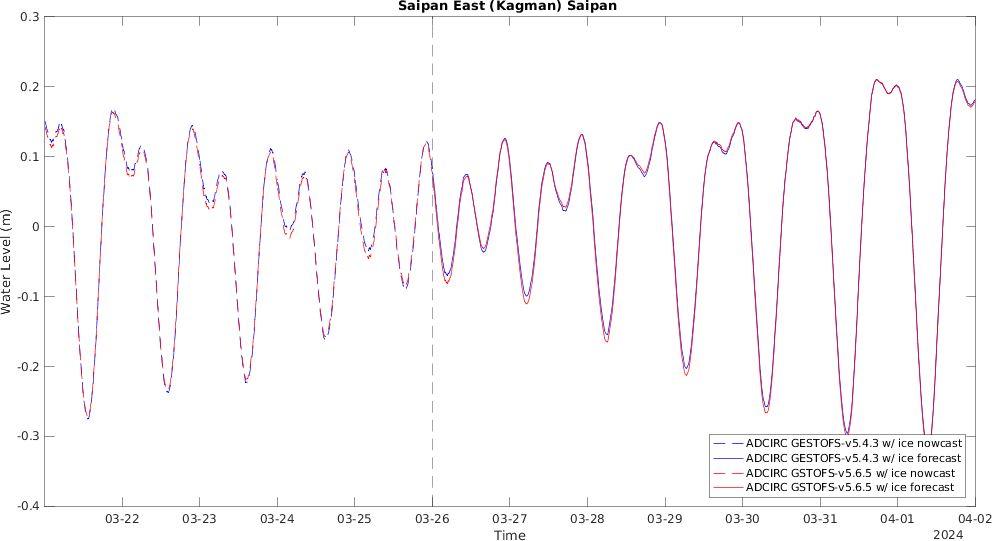 Saipan East (Kagman) Saipan
0.3
0.2
0.1
0
-0.1
-0.2
-0.3
-0.4
Water Level (m)
ADCIRC GESTOFS-v5.4.3 w/ ice nowcast
ADCIRC GESTOFS-v5.4.3 w/ ice forecast
ADCIRC GSTOFS-v5.6.5 w/ ice nowcast
ADCIRC GSTOFS-v5.6.5 w/ ice forecast
03-22 03-23 03-24 03-25 03-26 03-27 03-28 03-29 03-30 03-31 04-01 04-02
Time
2024